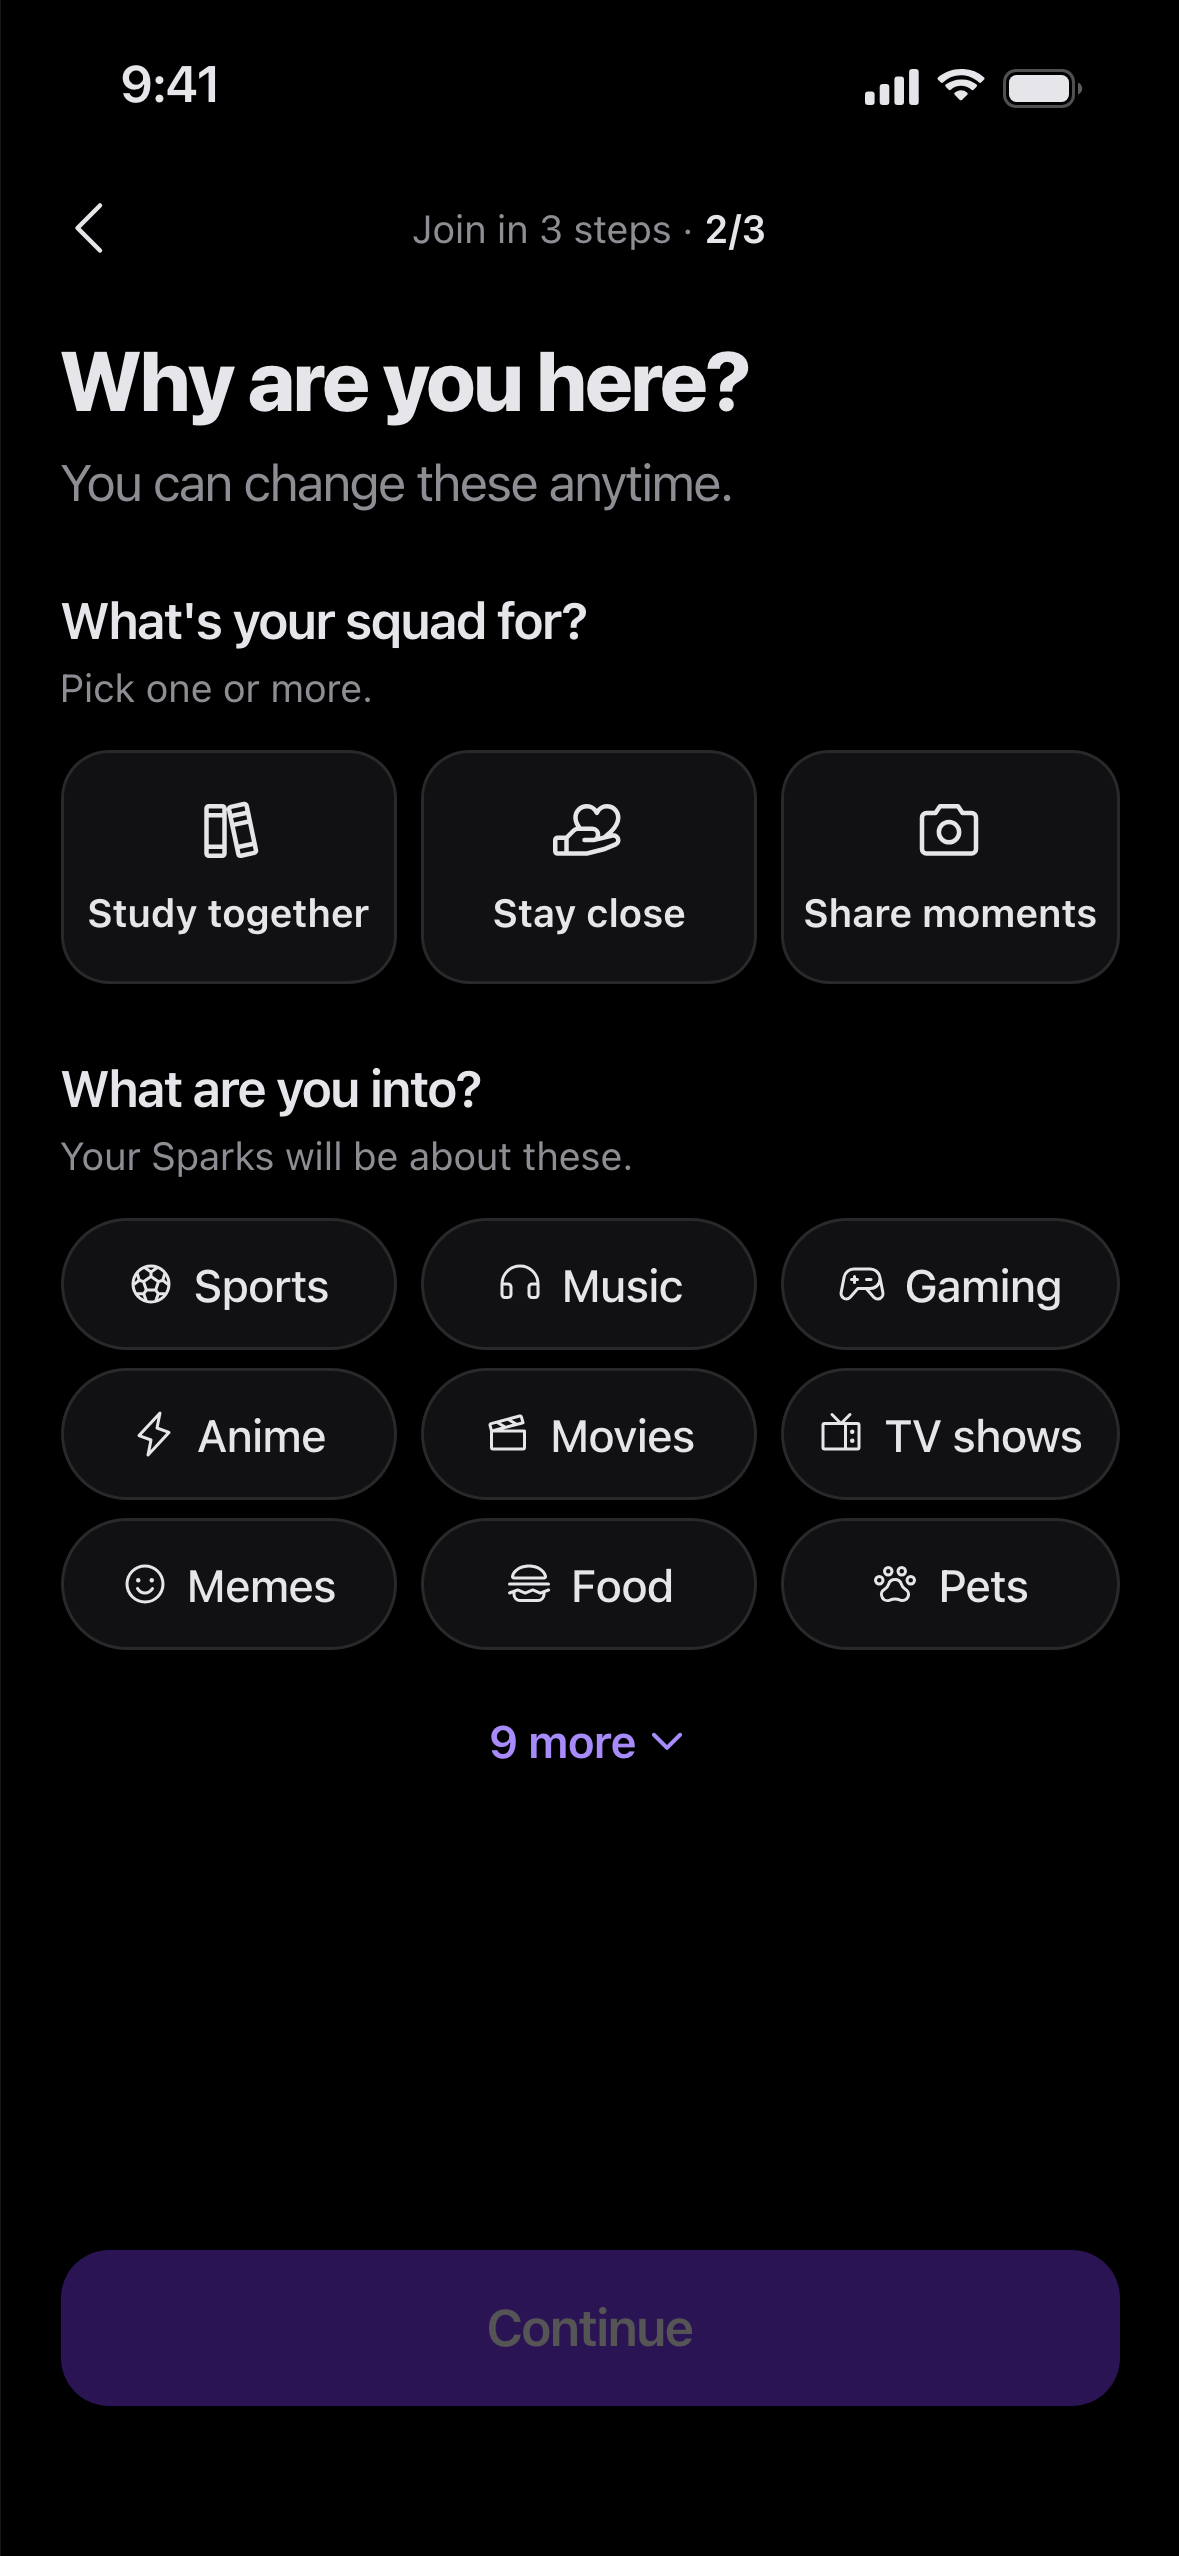 9:41
Join in 3 steps · 2/3
Why are you here?
You can change these anytime.
What's your squad for?
Pick one or more.
Study together
Stay close
Share moments
What are you into?
Your Sparks will be about these.
Sports
Music
Gaming
Anime
Movies
TV shows
Memes
Food
Pets
9 more
Continue